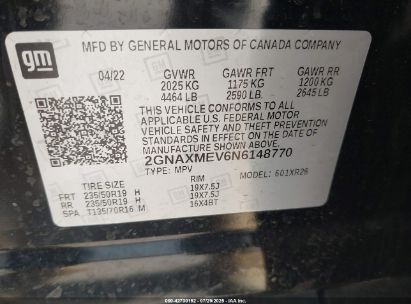 gm
MFD BY GENERAL MOTORS OF CANADA COMPANY
04/22 GVWR GAWR FRT GAWR RR
2025 KG 1175 KG 1200 KG
4464 LB 2590 LB 2645 LB
THIS VEHICLE CONFORMS TO ALL
APPLICABLE U.S. FEDERAL MOTOR
VEHICLE SAFETY AND THEFT PREVENTION
STANDARDS IN EFFECT ON THE DATE OF
MANUFACTURE SHOWN ABOVE.
2GNAXMEV6N6148770
TYPE: MPV MODEL: 601XR26
TIRE SIZE RIM
FRT 235/50R19 H 19X7.5J
RR 235/50R19 H 19X7.5J
SPA T135/70R16 M 16X4BT